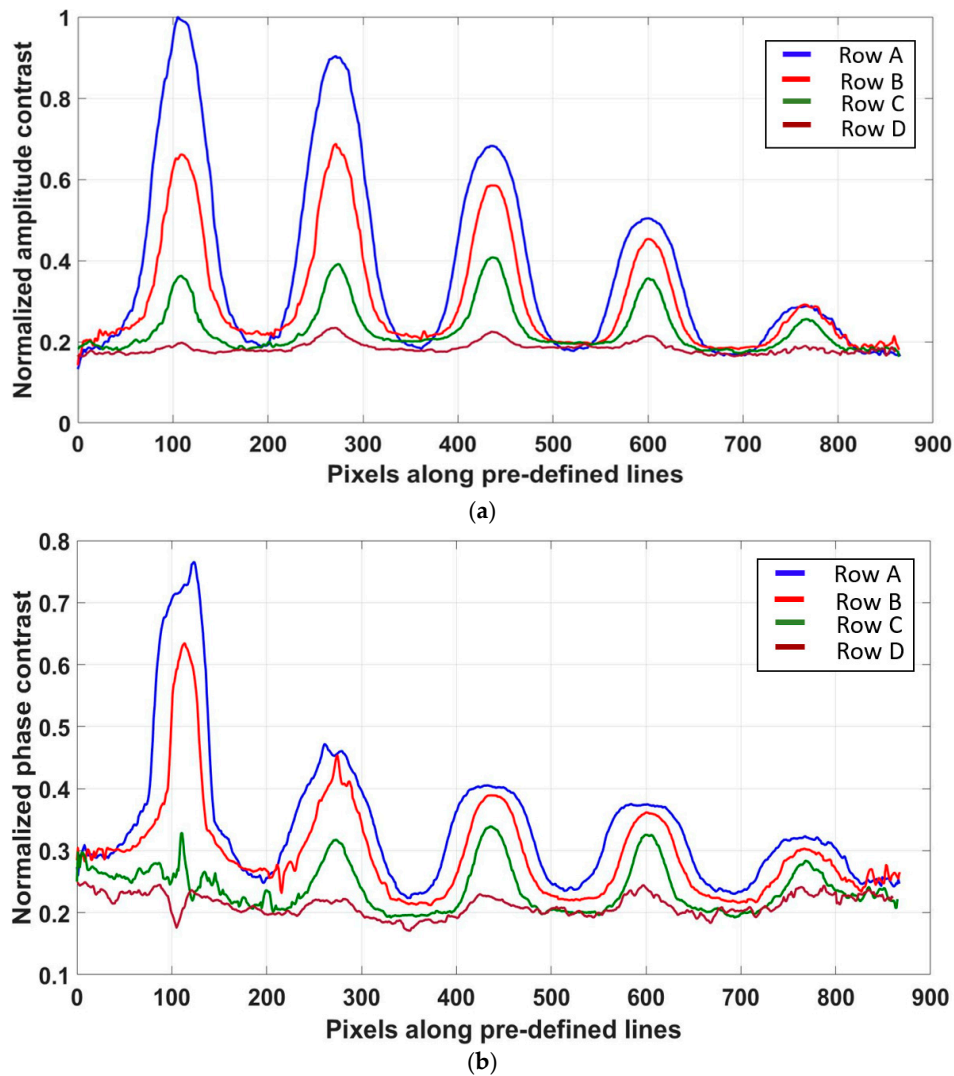 1
0.8
0.6
0.4
0.2
0
Normalized amplitude contrast
Row A
Row B
Row C
Row D
0 100 200 300 400 500 600 700 800 900
Pixels along pre-defined lines
(a)
0.8
0.7
0.6
0.5
0.4
0.3
0.2
0.1
Normalized phase contrast
Row A
Row B
Row C
Row D
0 100 200 300 400 500 600 700 800 900
Pixels along pre-defined lines
(b)